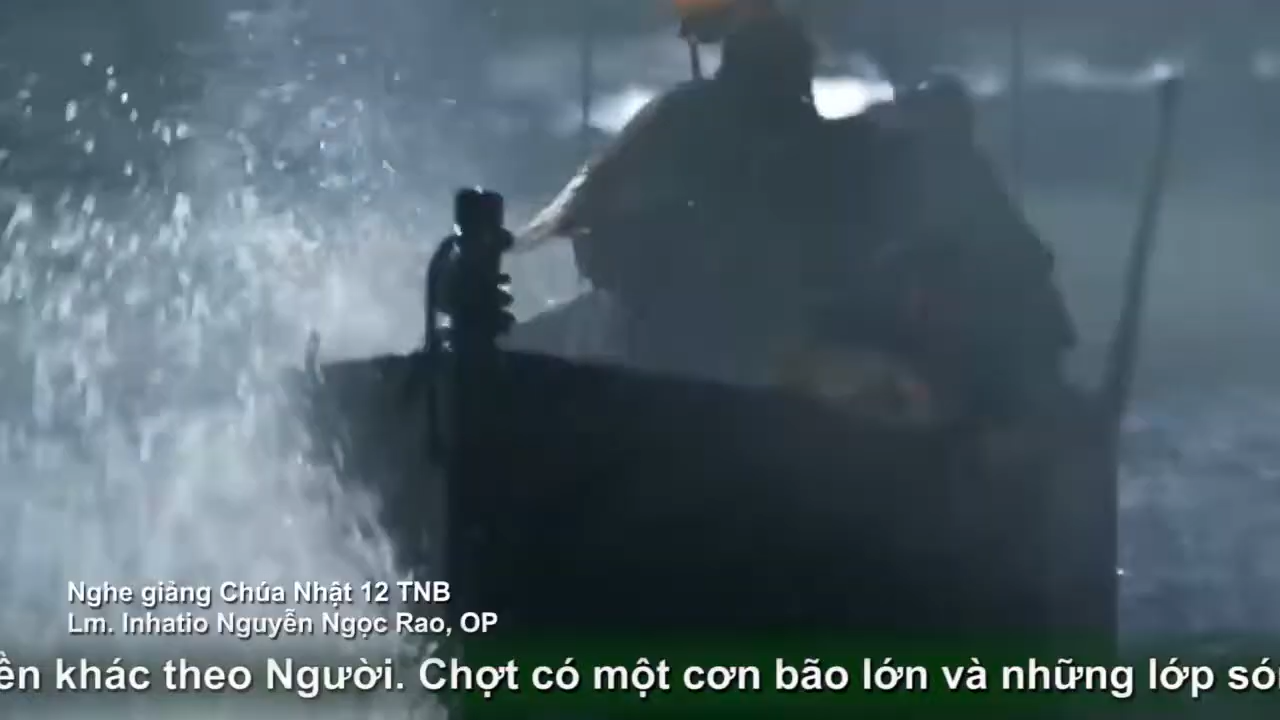 Nghe giảng Chúa Nhật 12 TNB
Lm. Inhatio Nguyễn Ngọc Rao, OP
khác theo Người. Chợt có một cơn bão lớn và những lớp